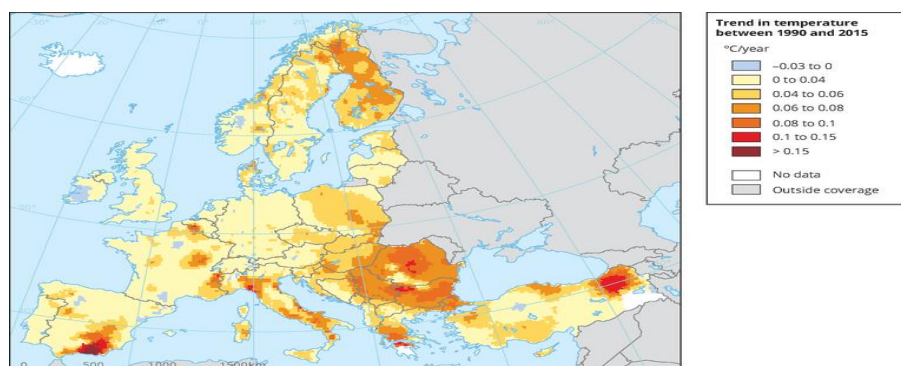 Trend in temperature
between 1990 and 2015
°C/year
−0.03 to 0
0 to 0.04
0.04 to 0.06
0.06 to 0.08
0.08 to 0.1
0.1 to 0.15
> 0.15
No data
Outside coverage
0 500 1000 1500km